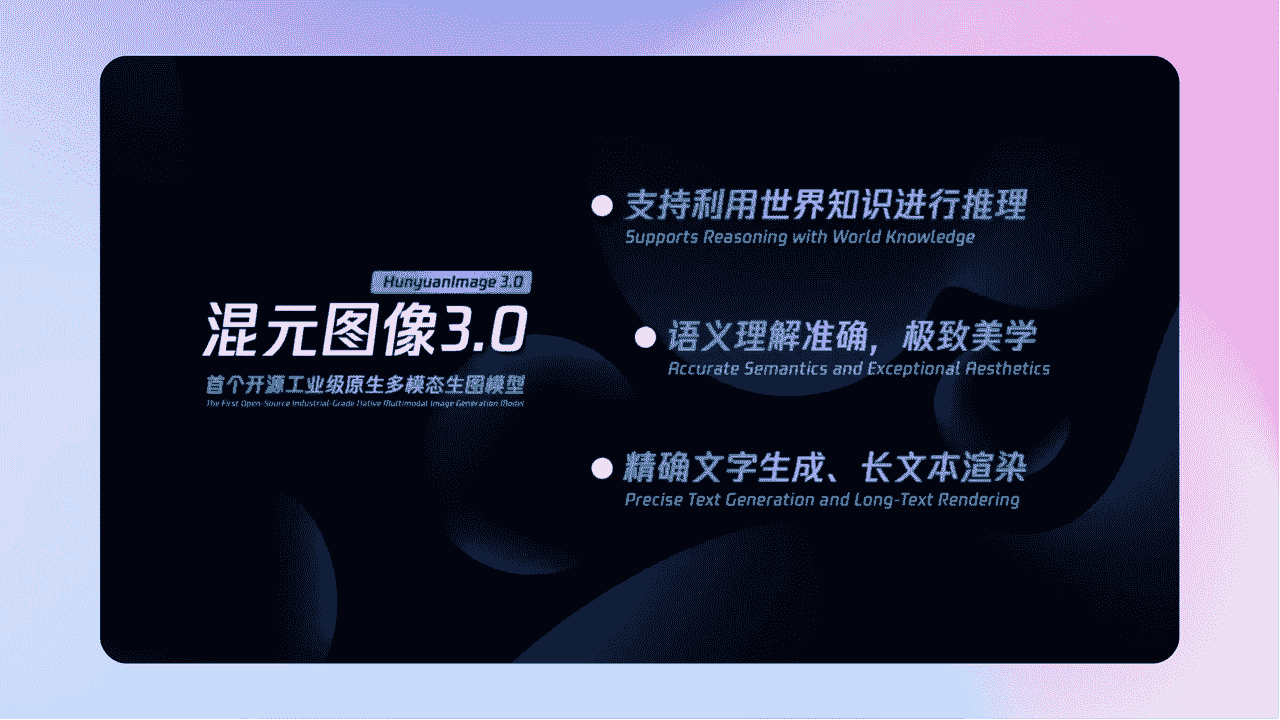 HunyuanImage 3.0
混元图像3.0
首个开源工业级原生多模态生图模型
The First Open-Source Industrial-Grade Native Multimodal Image Generation Model
支持利用世界知识进行推理
Supports Reasoning with World Knowledge
语义理解准确，极致美学
Accurate Semantics and Exceptional Aesthetics
精确文字生成、长文本渲染
Precise Text Generation and Long-Text Rendering